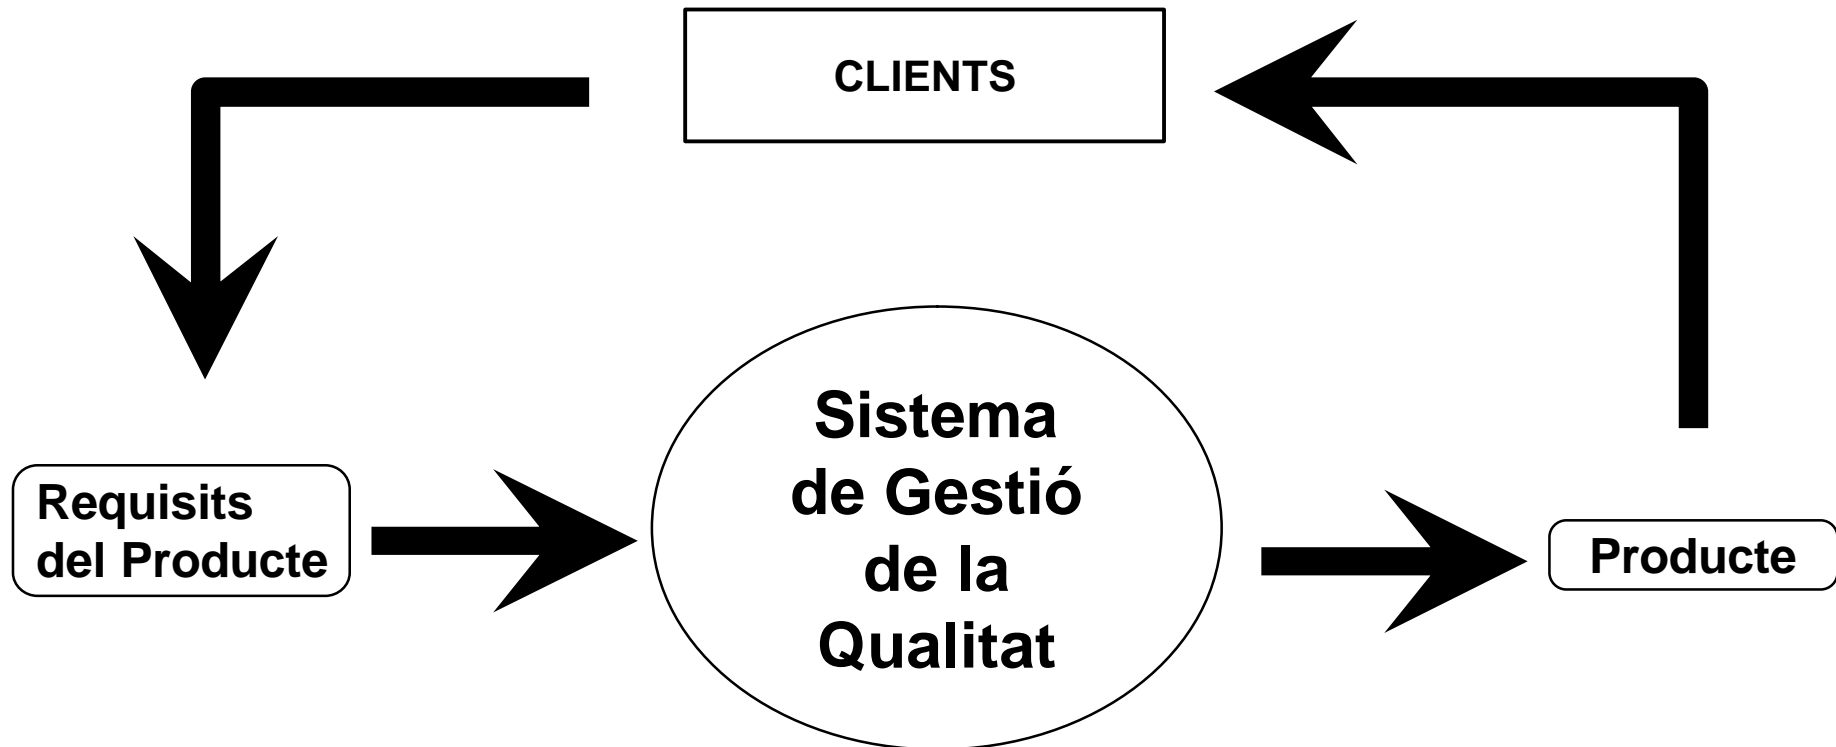 CLIENTS
Requisits
del Producte
Sistema
de Gestió
de la
Qualitat
Producte